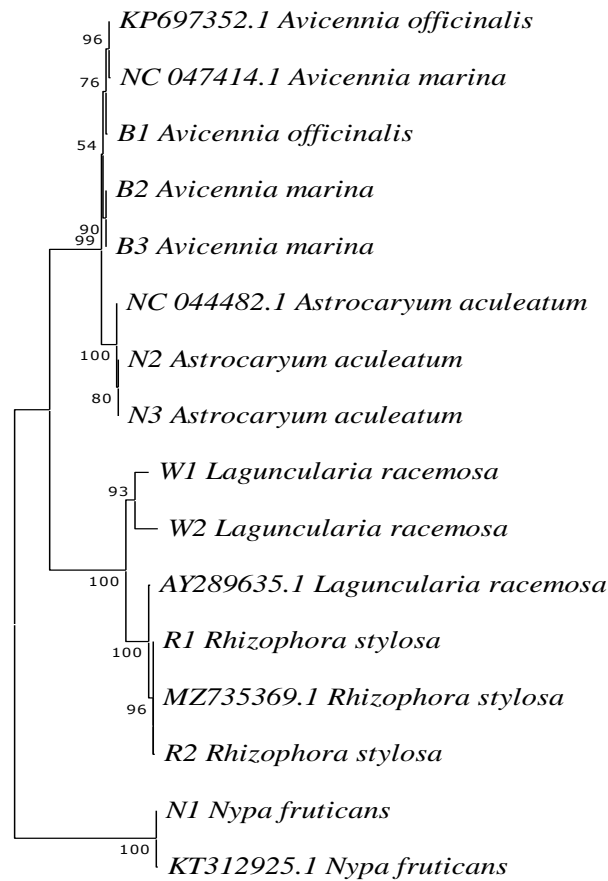 KP697352.1 Avicennia officinalis
96
NC 047414.1 Avicennia marina
76
B1 Avicennia officinalis
54
B2 Avicennia marina
90
99
B3 Avicennia marina
NC 044482.1 Astrocaryum aculeatum
100
N2 Astrocaryum aculeatum
80
N3 Astrocaryum aculeatum
W1 Laguncularia racemosa
93
W2 Laguncularia racemosa
100
AY289635.1 Laguncularia racemosa
R1 Rhizophora stylosa
100
MZ735369.1 Rhizophora stylosa
96
R2 Rhizophora stylosa
N1 Nypa fruticans
100
KT312925.1 Nypa fruticans